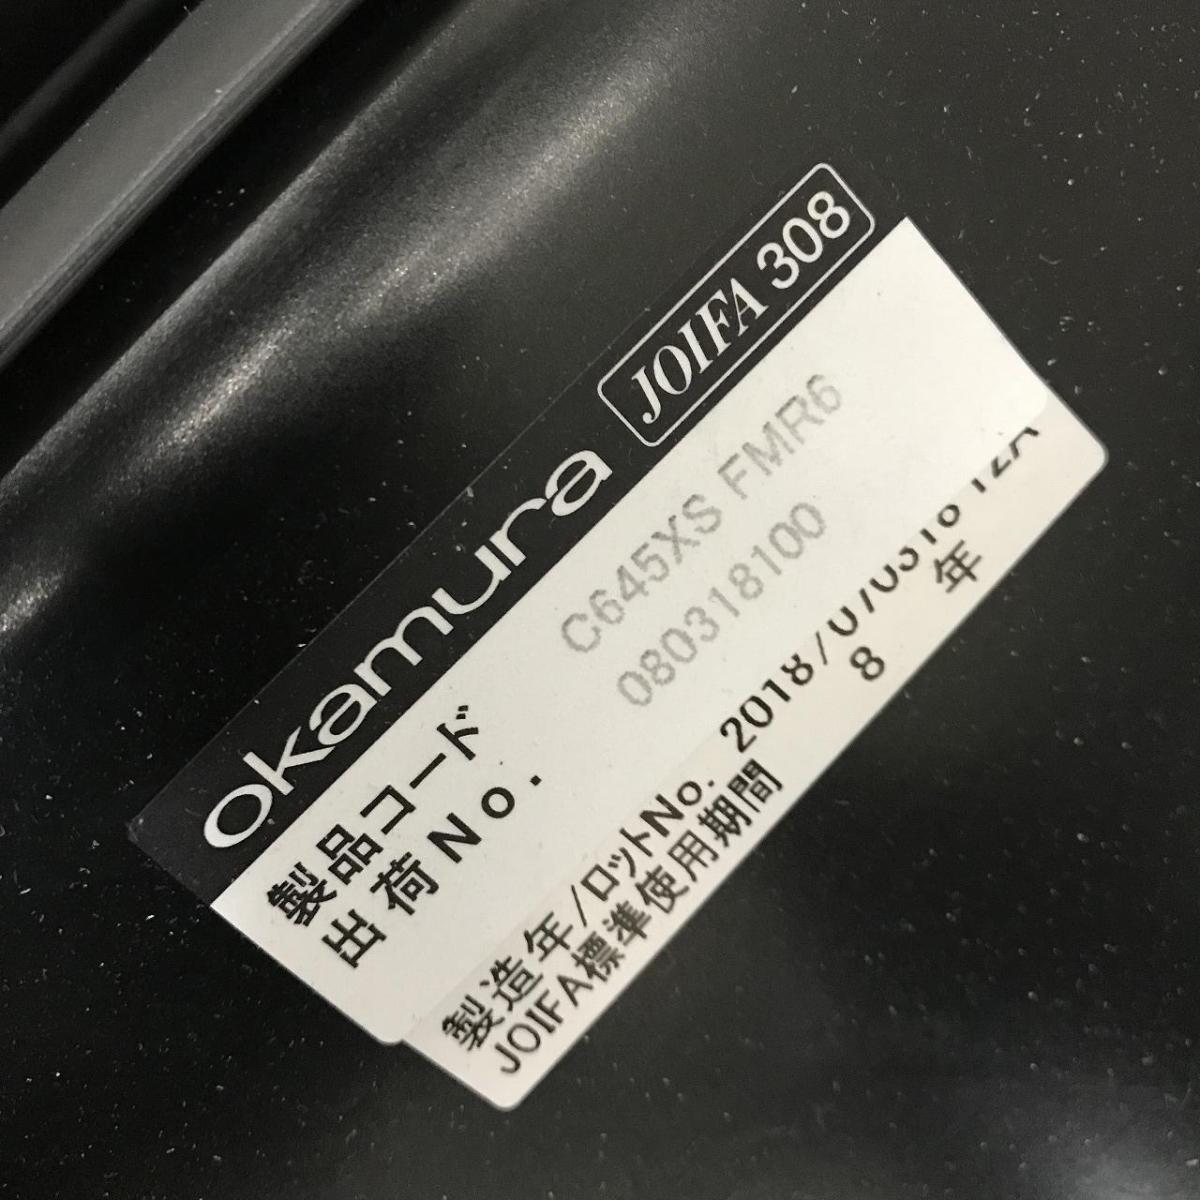 Okamura JOIFA 308
製品コード C645XS FMR6
出荷No. 080318100
製造年/ロットNo. 2018/
JOIFA標準使用期間 8 年